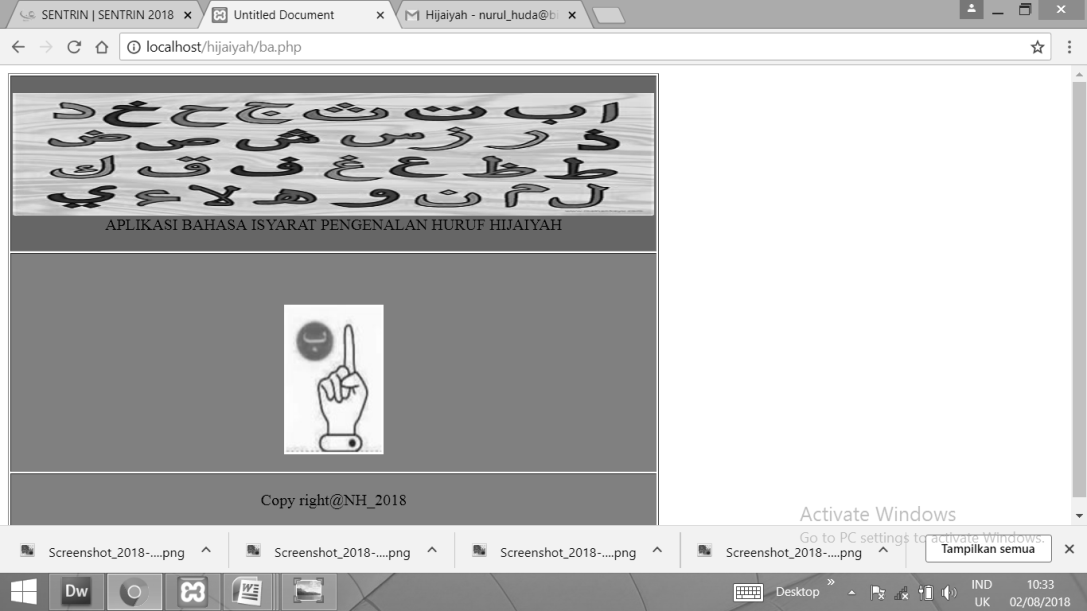 SENTRIN | SENTRIN 2018
Untitled Document
Hijaiyah - nurul_huda@b
localhost/hijaiyah/ba.php
ا ب ت ث ج ح خ د
ذ ر ز س ش ص ض
ط ظ ع غ ف ق ك
ل م ن و ه لا ء ي
APLIKASI BAHASA ISYARAT PENGENALAN HURUF HIJAIYAH
ب
Copy right@NH_2018
Activate Windows
Go to PC settings to activate Windows.
Screenshot_2018-....png
Screenshot_2018-....png
Screenshot_2018-....png
Screenshot_2018-....png
Tampilkan semua
Dw
Desktop
IND
UK
10:33
02/08/2018